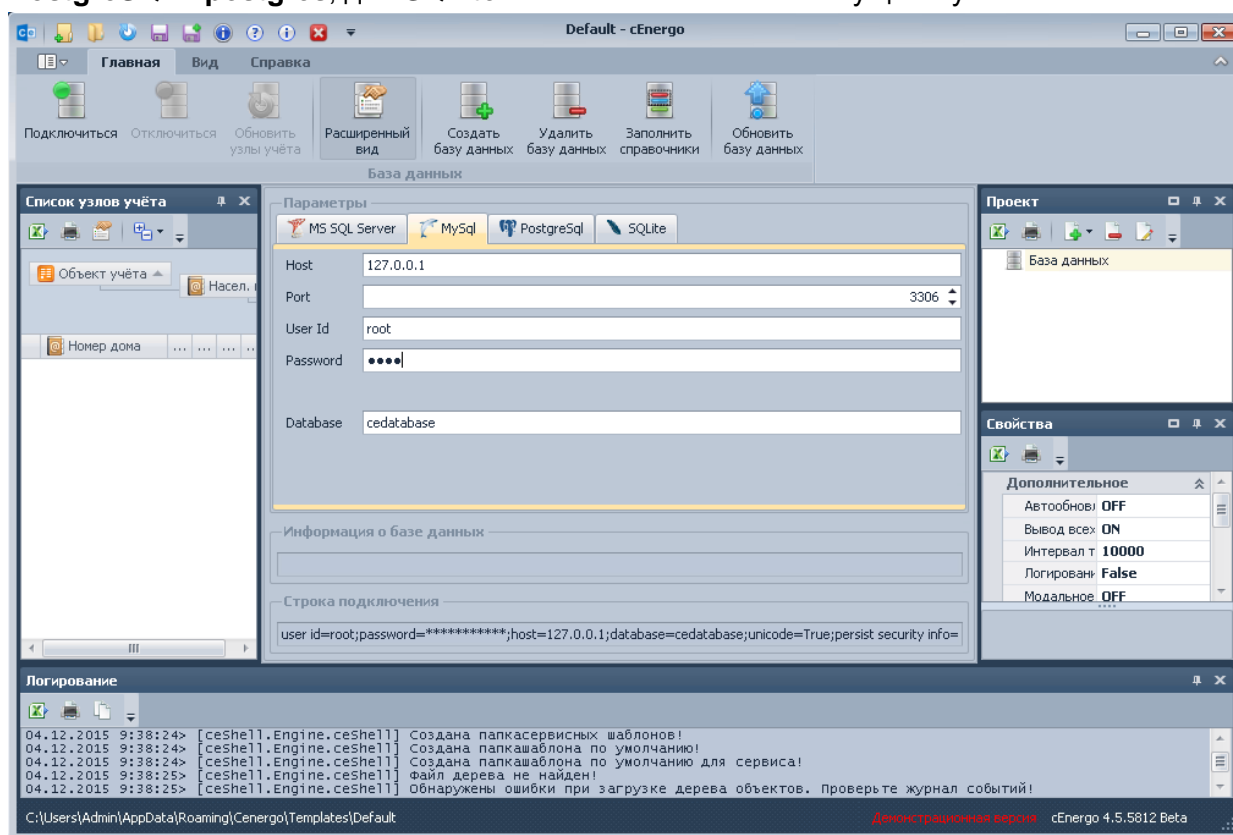 Default - cEnergo
Главная Вид Справка
Подключиться Отключиться Обновить узлы учёта Расширенный вид Создать базу данных Удалить базу данных Заполнить справочники Обновить базу данных
База данных
Список узлов учёта
Объект учёта
Насел.
Номер дома ... ... ... ..
Параметры
MS SQL Server MySql PostgreSql SQLite
Host 127.0.0.1
Port 3306
User Id root
Password ●●●●
Database cedatabase
Информация о базе данных
Строка подключения
user id=root;password=***********;host=127.0.0.1;database=cedatabase;unicode=True;persist security info=
Проект
База данных
Свойства
Дополнительное
Автообнов OFF
Вывод всех ON
Интервал т 10000
Логировани False
Модальное OFF
Логирование
04.12.2015 9:38:24> [ceShell.Engine.ceShell] Создана папкасервисных шаблонов!
04.12.2015 9:38:24> [ceShell.Engine.ceShell] Создана папкашаблона по умолчанию!
04.12.2015 9:38:24> [ceShell.Engine.ceShell] Создана папкашаблона по умолчанию для сервиса!
04.12.2015 9:38:25> [ceShell.Engine.ceShell] Файл дерева не найден!
04.12.2015 9:38:25> [ceShell.Engine.ceShell] Обнаружены ошибки при загрузке дерева объектов. Проверьте журнал событий!
C:\Users\Admin\AppData\Roaming\Cenergo\Templates\Default Демонстрационная версия cEnergo 4.5.5812 Beta